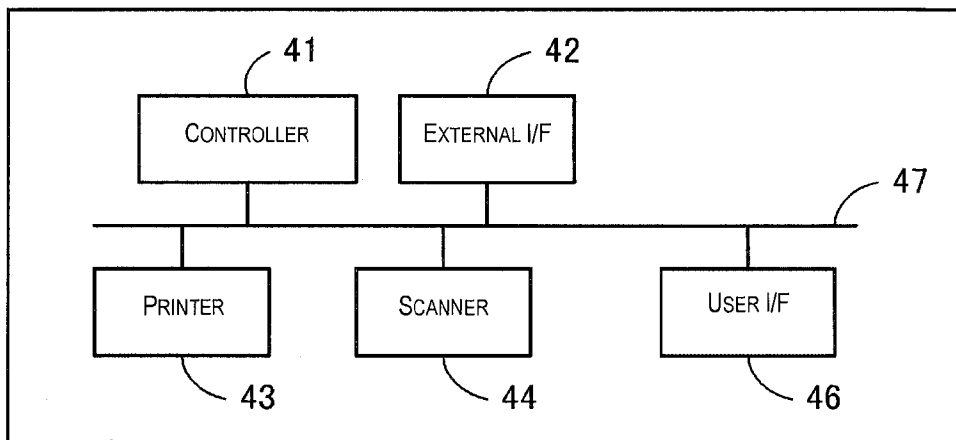 41
42
CONTROLLER
EXTERNAL I/F
47
PRINTER
SCANNER
USER I/F
43
44
46